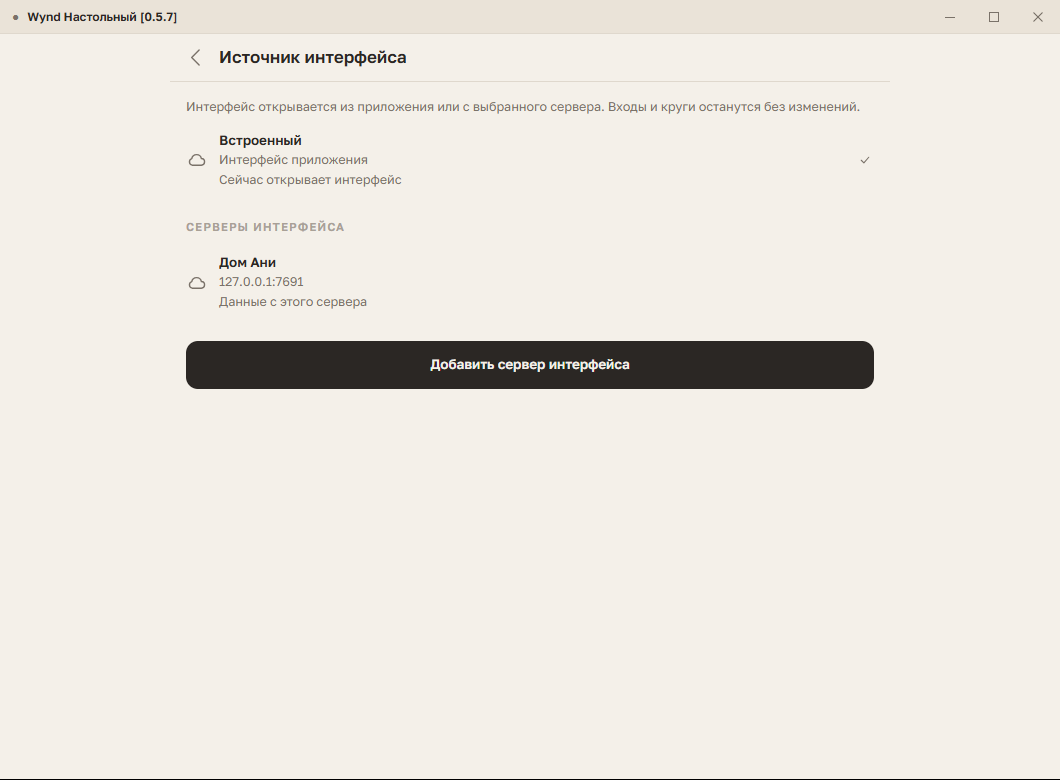 Wynd Настольный [0.5.7]
Источник интерфейса
Интерфейс открывается из приложения или с выбранного сервера. Входы и круги останутся без изменений.
Встроенный
Интерфейс приложения
Сейчас открывает интерфейс
СЕРВЕРЫ ИНТЕРФЕЙСА
Дом Ани
127.0.0.1:7691
Данные с этого сервера
Добавить сервер интерфейса